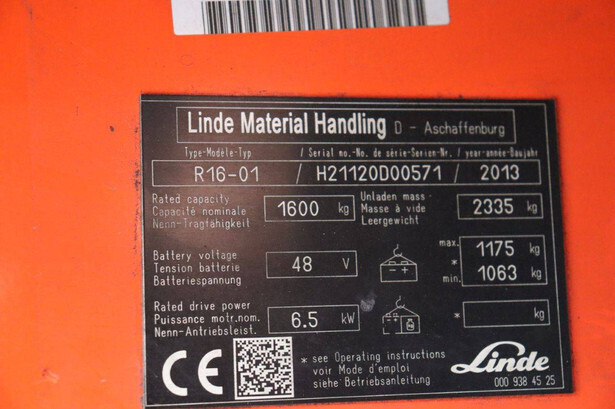 Linde Material Handling D - Aschaffenburg
Type-Modèle-Typ / Serial no.-No. de série-Serien-Nr. / year-année-Baujahr
R16-01 / H21120D00571 / 2013
Rated capacity
Capacité nominale
Nenn-Tragfähigkeit
1600 kg
Unladen mass
Masse à vide
Leergewicht
2335 kg
Battery voltage
Tension batterie
Batteriespannung
48 V
- +
max. 1175 kg
*
min. 1063 kg
Rated drive power
Puissance motr.nom.
Nenn-Antriebsleist.
6.5 kW
* kg
CE
* see Operating instructions
voir Mode d'emploi
siehe Betriebsanleitung
Linde
000 938 45 25